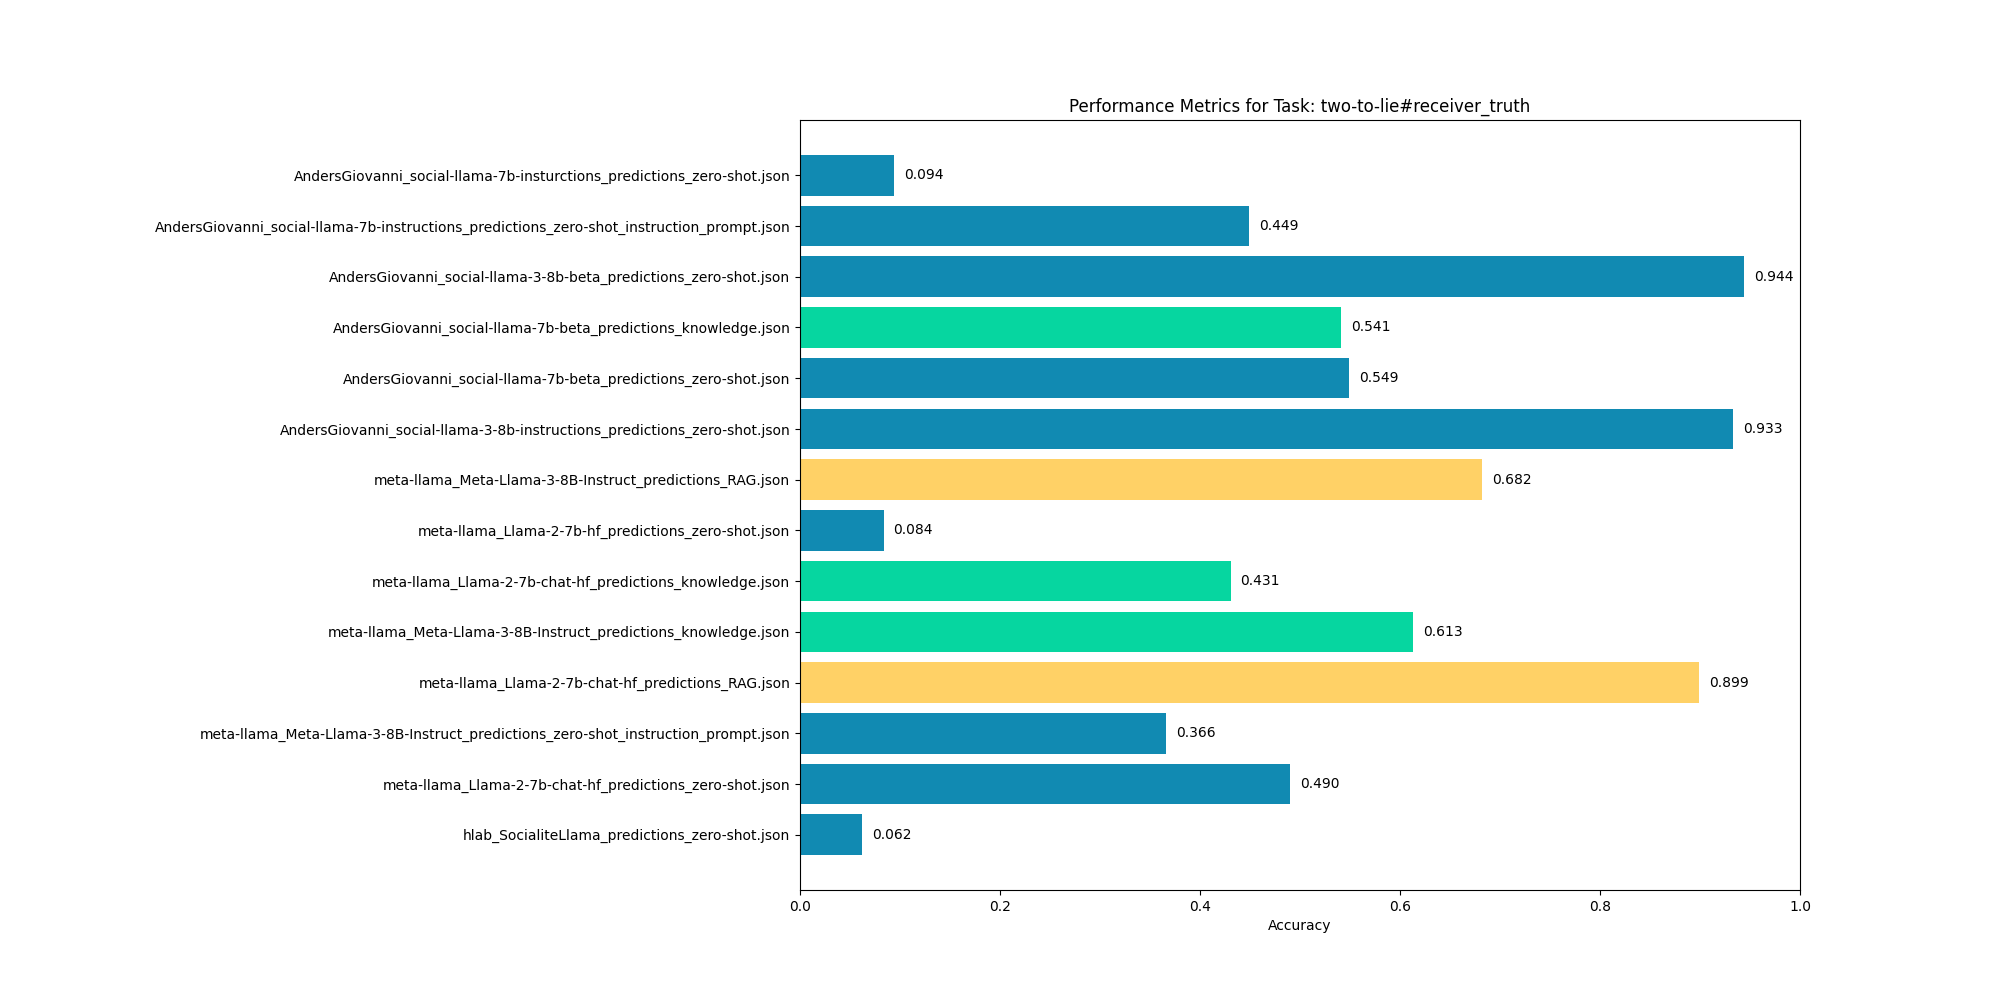 Performance Metrics for Task: two-to-lie#receiver_truth
AndersGiovanni_social-llama-7b-insturctions_predictions_zero-shot.json 0.094
AndersGiovanni_social-llama-7b-instructions_predictions_zero-shot_instruction_prompt.json 0.449
AndersGiovanni_social-llama-3-8b-beta_predictions_zero-shot.json 0.944
AndersGiovanni_social-llama-7b-beta_predictions_knowledge.json 0.541
AndersGiovanni_social-llama-7b-beta_predictions_zero-shot.json 0.549
AndersGiovanni_social-llama-3-8b-instructions_predictions_zero-shot.json 0.933
meta-llama_Meta-Llama-3-8B-Instruct_predictions_RAG.json 0.682
meta-llama_Llama-2-7b-hf_predictions_zero-shot.json 0.084
meta-llama_Llama-2-7b-chat-hf_predictions_knowledge.json 0.431
meta-llama_Meta-Llama-3-8B-Instruct_predictions_knowledge.json 0.613
meta-llama_Llama-2-7b-chat-hf_predictions_RAG.json 0.899
meta-llama_Meta-Llama-3-8B-Instruct_predictions_zero-shot_instruction_prompt.json 0.366
meta-llama_Llama-2-7b-chat-hf_predictions_zero-shot.json 0.490
hlab_SocialiteLlama_predictions_zero-shot.json 0.062
0.0 0.2 0.4 0.6 0.8 1.0
Accuracy